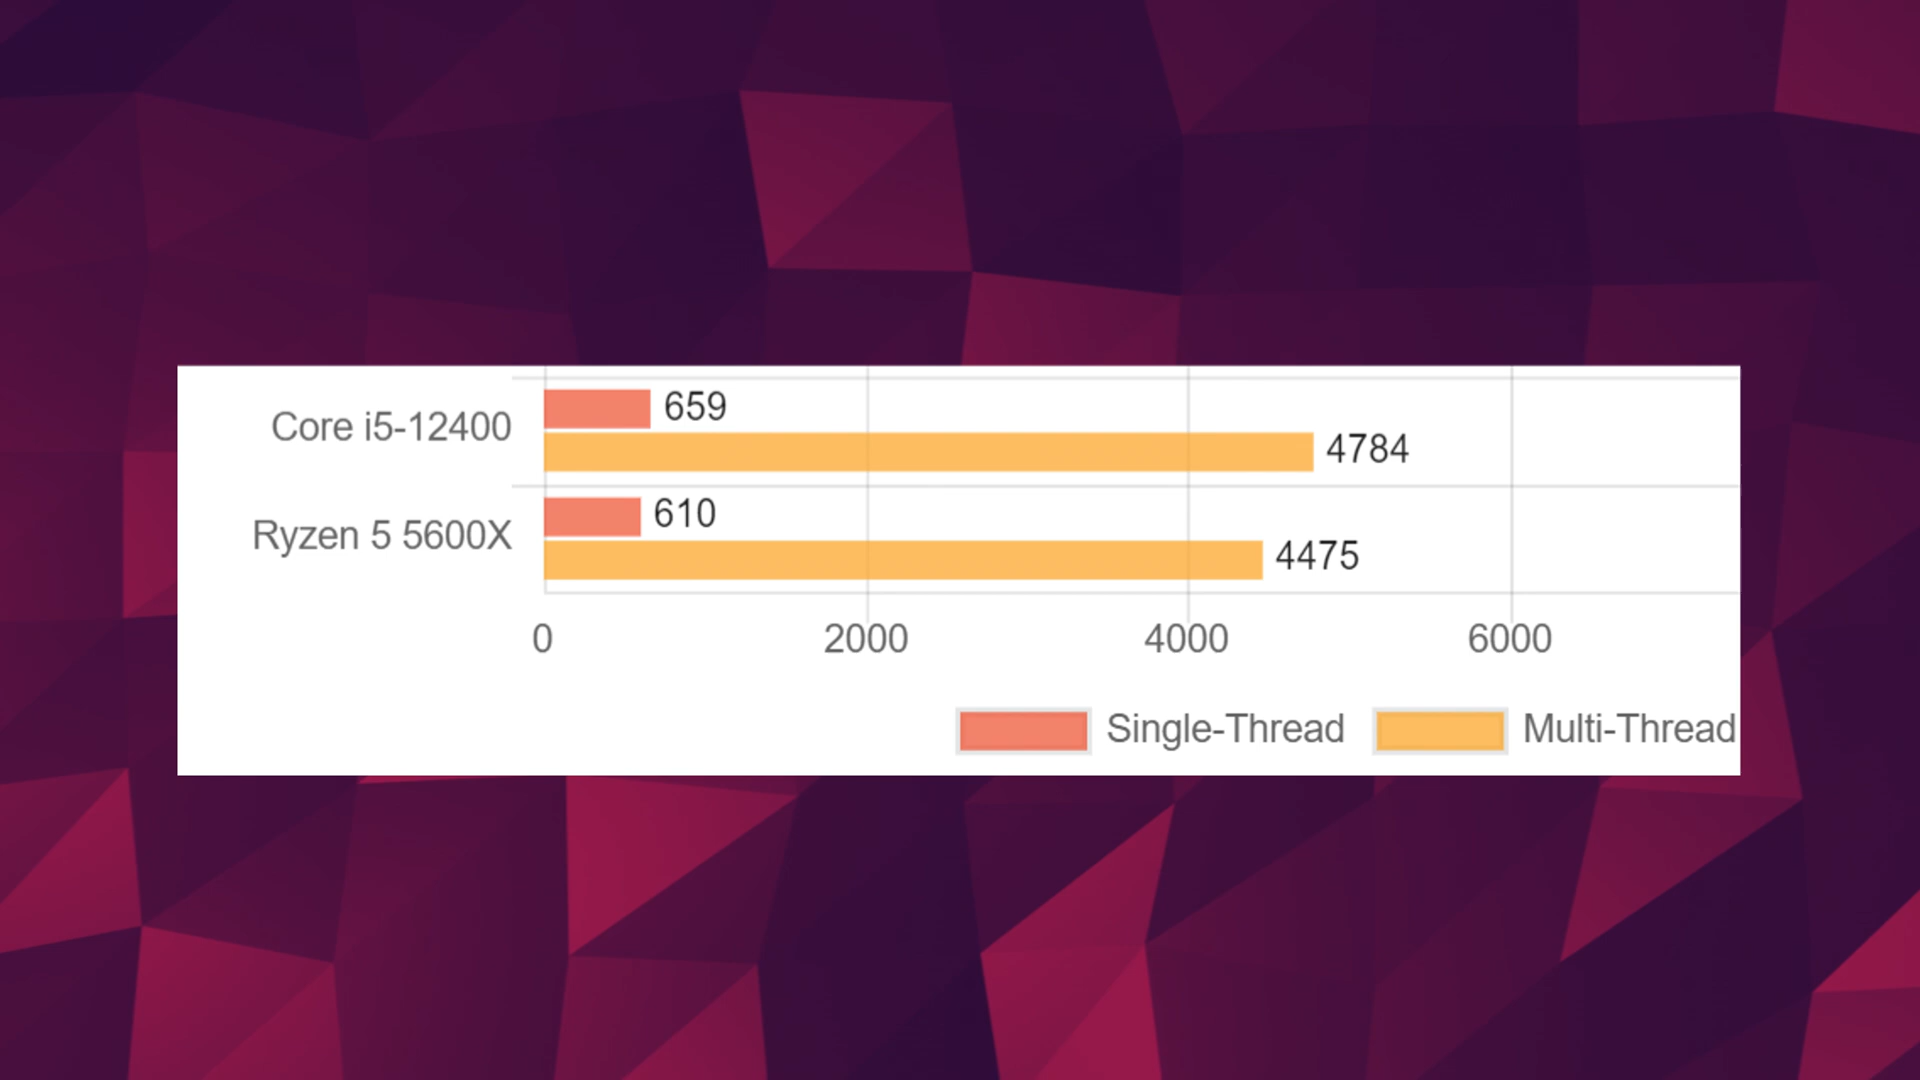 Core i5-12400
659
4784
Ryzen 5 5600X
610
4475
0 2000 4000 6000
Single-Thread Multi-Thread